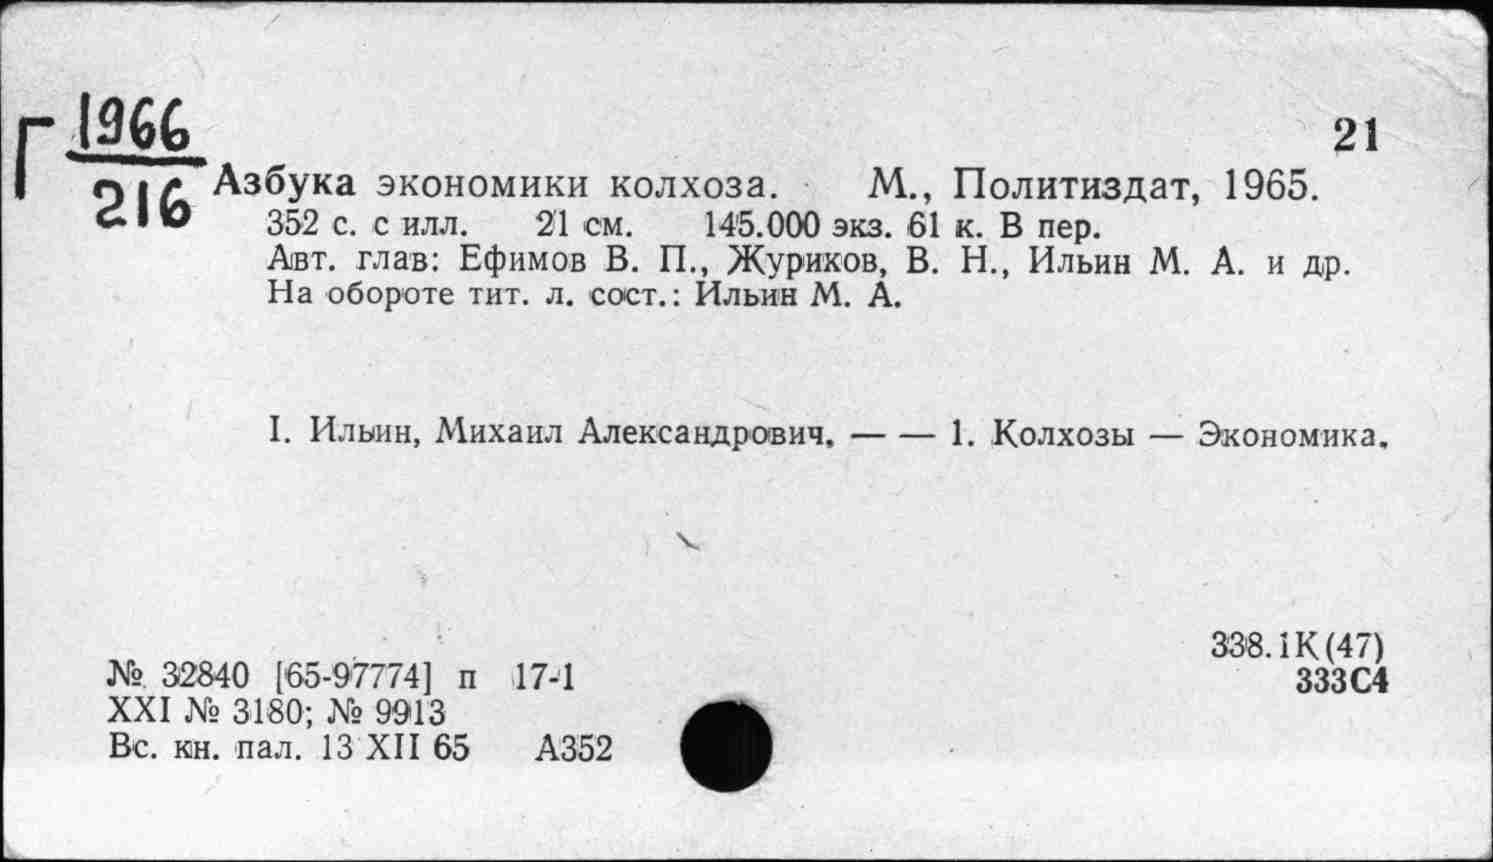 Г 1966
216
21
Азбука экономики колхоза. М., Политиздат, 1965.
352 с. с илл. 21 см. 145.000 экз. 61 к. В пер.
Авт. глав: Ефимов В. П., Журиков, В. Н., Ильин М. А. и др.
На обороте тит. л. сост.: Ильин М. А.
I. Ильин, Михаил Александрович. — — 1. Колхозы — Экономика.
338.1К(47)
333С4
№ 32840 [65-97774] п 17-1
XXI № 3180; № 9913
Вс. кн. пал. 13 XII 65 А352